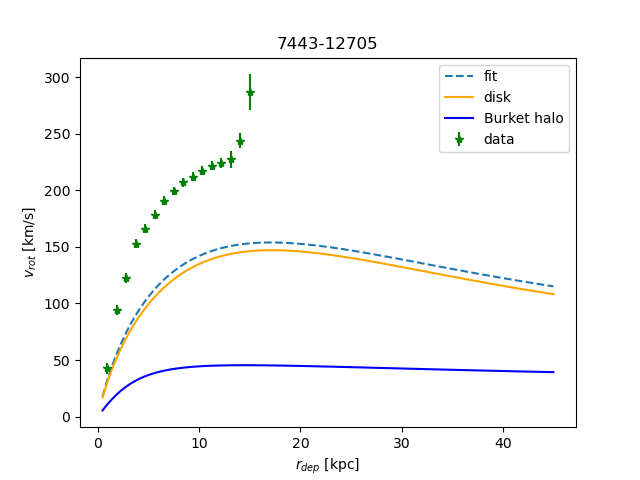 7443-12705
fit
disk
Burket halo
data
300
250
200
150
100
50
0
v_rot [km/s]
0 10 20 30 40
r_dep [kpc]